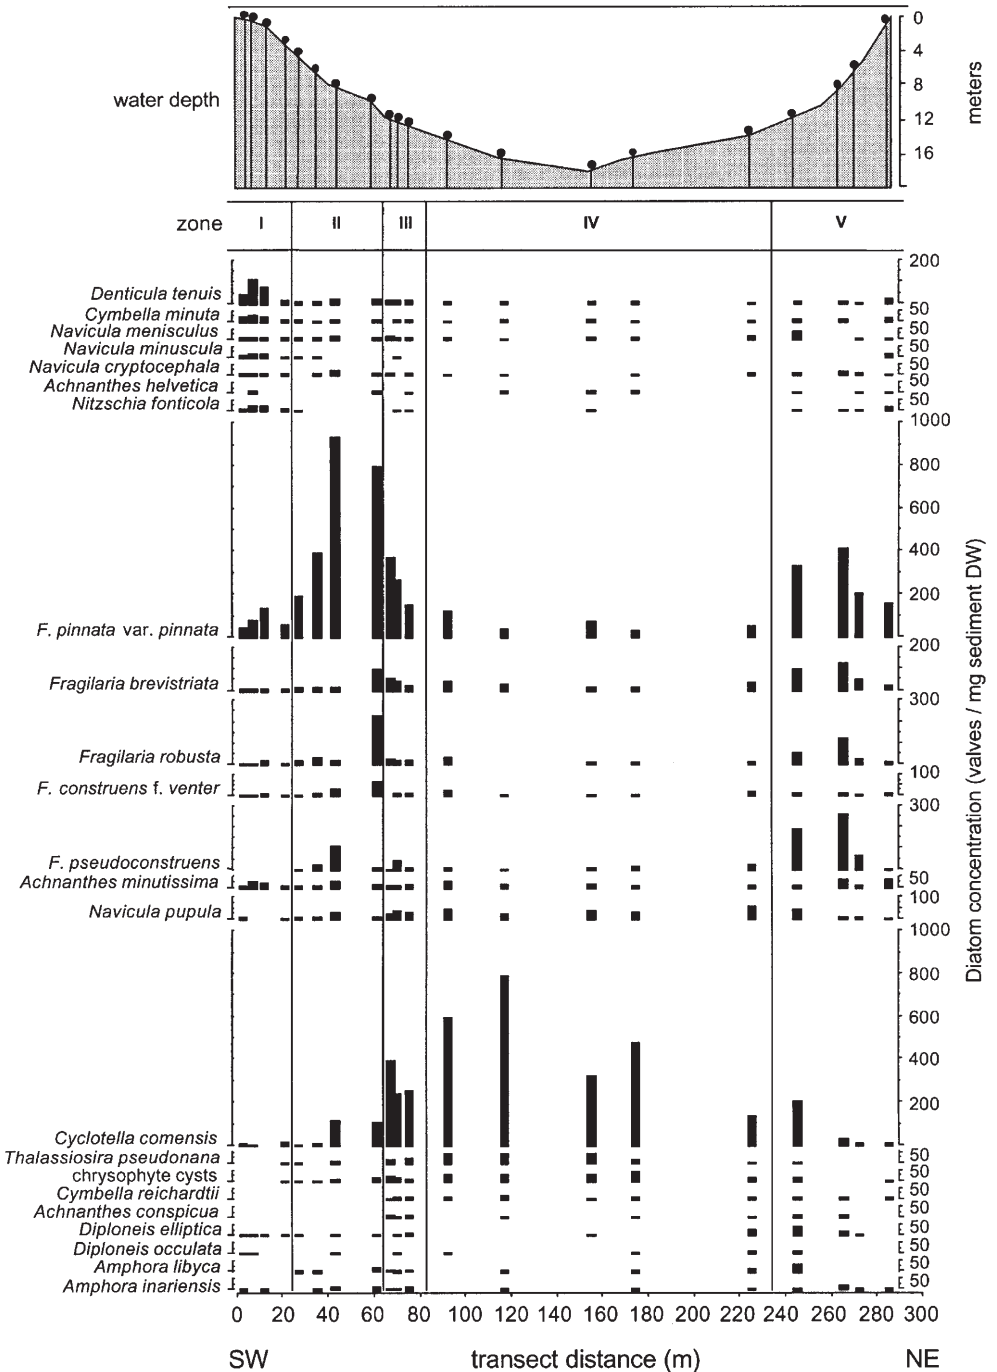 0
4
water depth
8
meters
12
16
zone I II III IV V
200
Denticula tenuis
50
Cymbella minuta
50
Navicula menisculus
50
Navicula minuscula
50
Navicula cryptocephala
50
Achnanthes helvetica
50
Nitzschia fonticola
1000
800
600
400
200
F. pinnata var. pinnata
200
Fragilaria brevistriata
300
Fragilaria robusta
100
F. construens f. venter
300
F. pseudoconstruens
Achnanthes minutissima 50
100
Navicula pupula
1000
800
600
400
200
Cyclotella comensis
50
Thalassiosira pseudonana
50
chrysophyte cysts
50
Cymbella reichardtii
50
Achnanthes conspicua
50
Diploneis elliptica
50
Diploneis occulata
50
Amphora libyca
50
Amphora inariensis
Diatom concentration (valves / mg sediment DW)
0 20 40 60 80 100 120 140 160 180 200 220 240 260 280 300
SW transect distance (m) NE